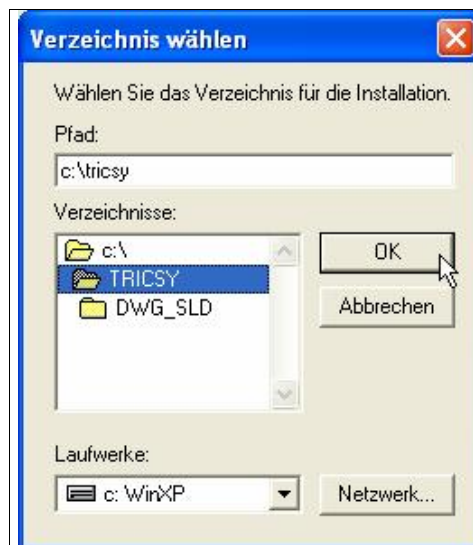 Verzeichnis wählen
Wählen Sie das Verzeichnis für die Installation.
Pfad:
c:\tricsy
Verzeichnisse:
c:\
TRICSY
DWG_SLD
OK
Abbrechen
Laufwerke:
c: WinXP
Netzwerk...